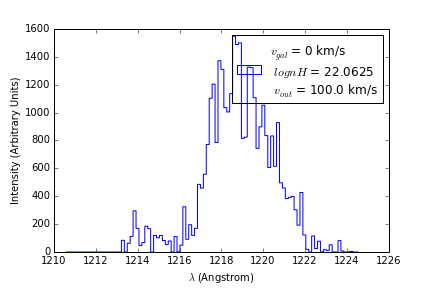 1600
1400
1200
1000
800
600
400
200
0
Intensity (Arbitrary Units)
v_gal = 0 km/s
lognH = 22.0625
v_out = 100.0 km/s
1210 1212 1214 1216 1218 1220 1222 1224 1226
λ (Angstrom)